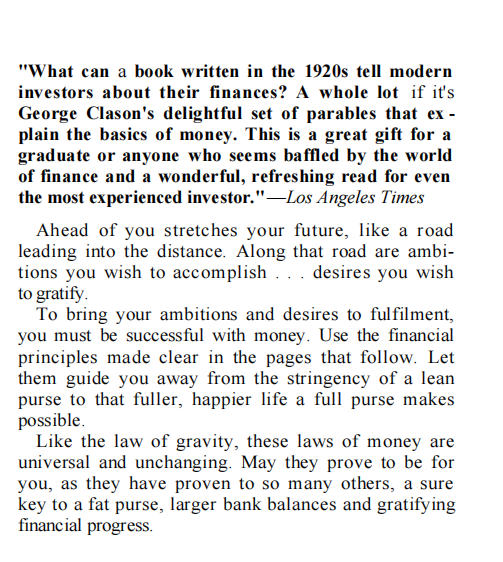 "What can a book written in the 1920s tell modern
investors about their finances? A whole lot if it's
George Clason's delightful set of parables that ex -
plain the basics of money. This is a great gift for a
graduate or anyone who seems baffled by the world
of finance and a wonderful, refreshing read for even
the most experienced investor."—Los Angeles Times
Ahead of you stretches your future, like a road
leading into the distance. Along that road are ambi-
tions you wish to accomplish . . . desires you wish
to gratify.
To bring your ambitions and desires to fulfilment,
you must be successful with money. Use the financial
principles made clear in the pages that follow. Let
them guide you away from the stringency of a lean
purse to that fuller, happier life a full purse makes
possible.
Like the law of gravity, these laws of money are
universal and unchanging. May they prove to be for
you, as they have proven to so many others, a sure
key to a fat purse, larger bank balances and gratifying
financial progress.